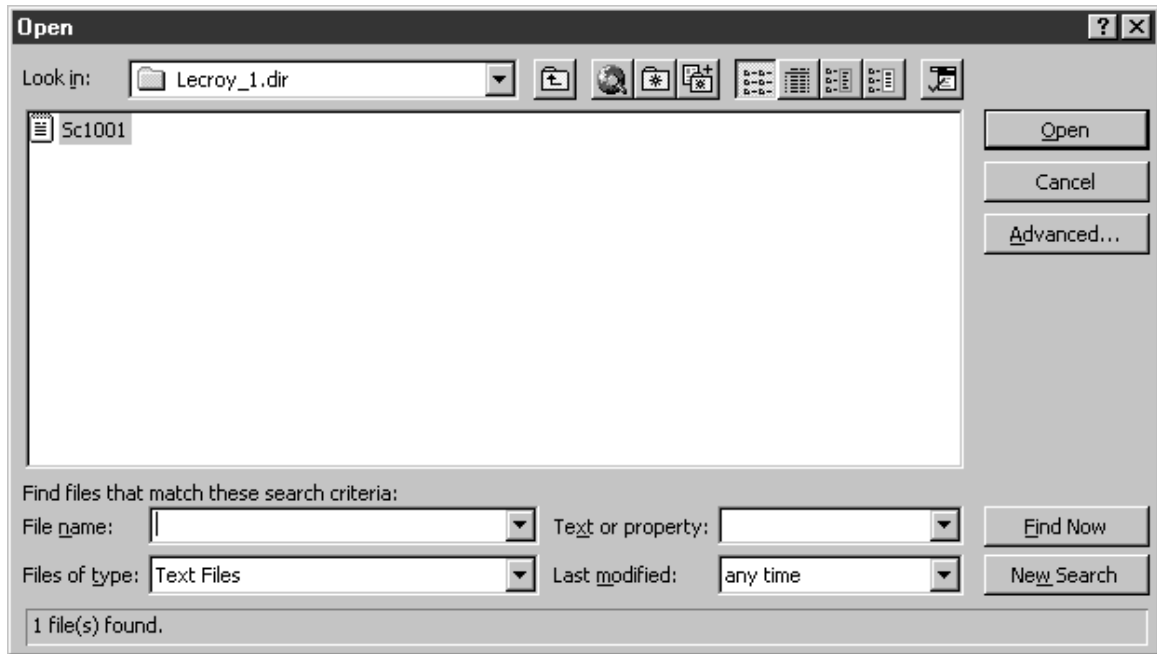 Open
Look in: Lecroy_1.dir
Sc1001
Open
Cancel
Advanced...
Find files that match these search criteria:
File name: Text or property: Find Now
Files of type: Text Files Last modified: any time New Search
1 file(s) found.